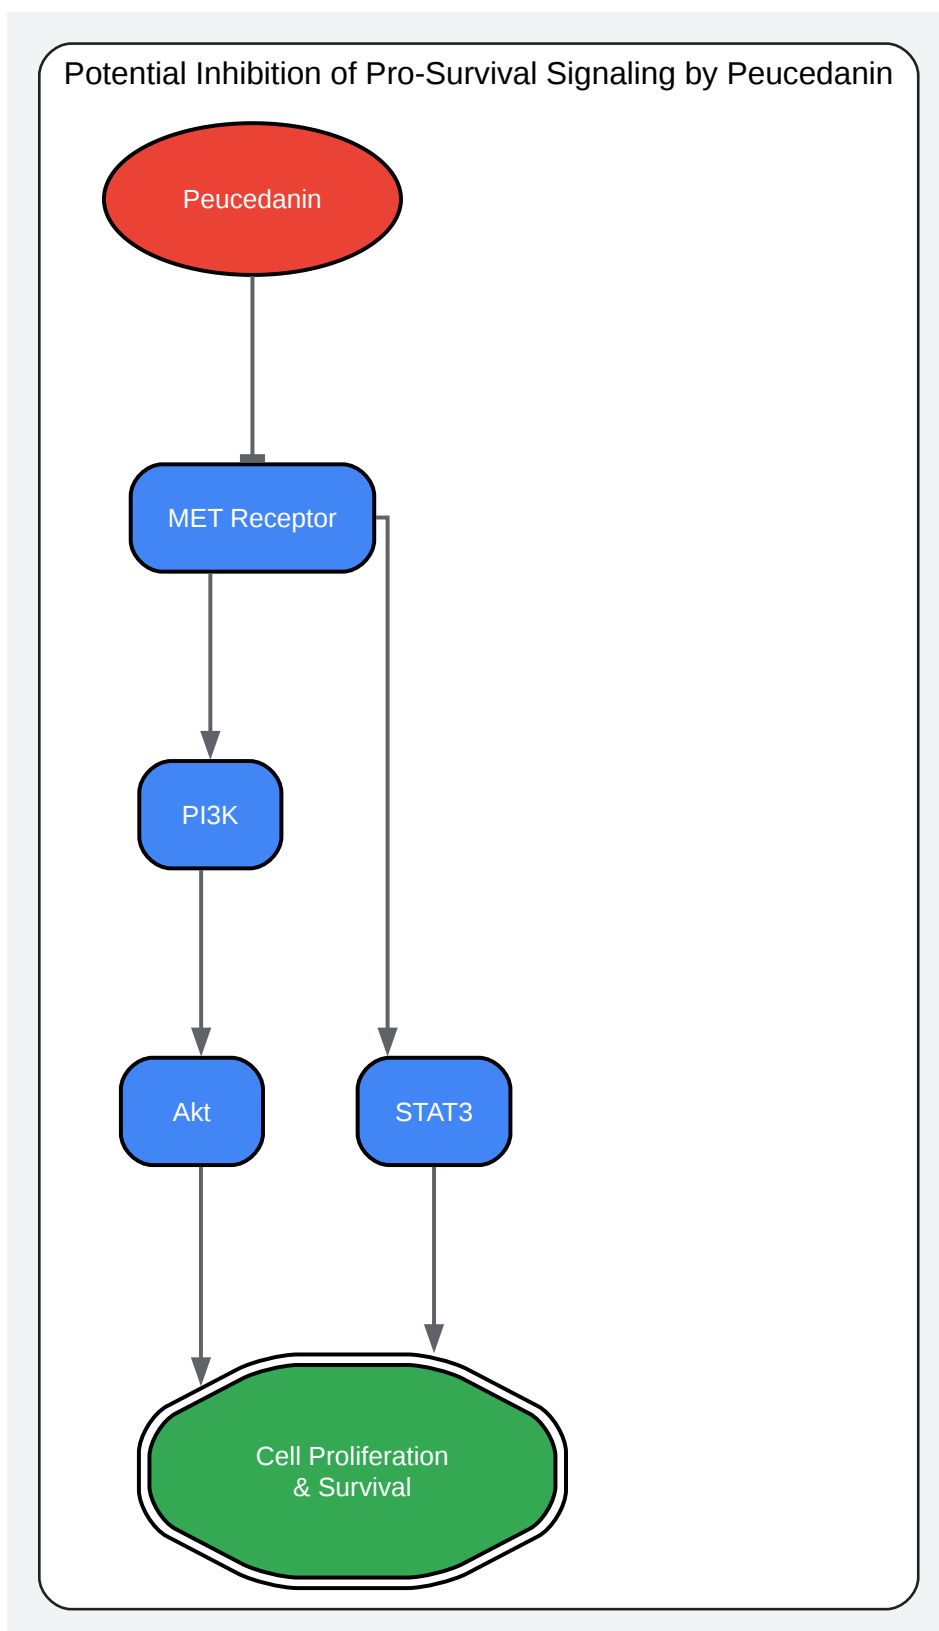 Potential Inhibition of Pro-Survival Signaling by Peucedanin
Peucedanin
MET Receptor
PI3K
Akt
STAT3
Cell Proliferation
& Survival